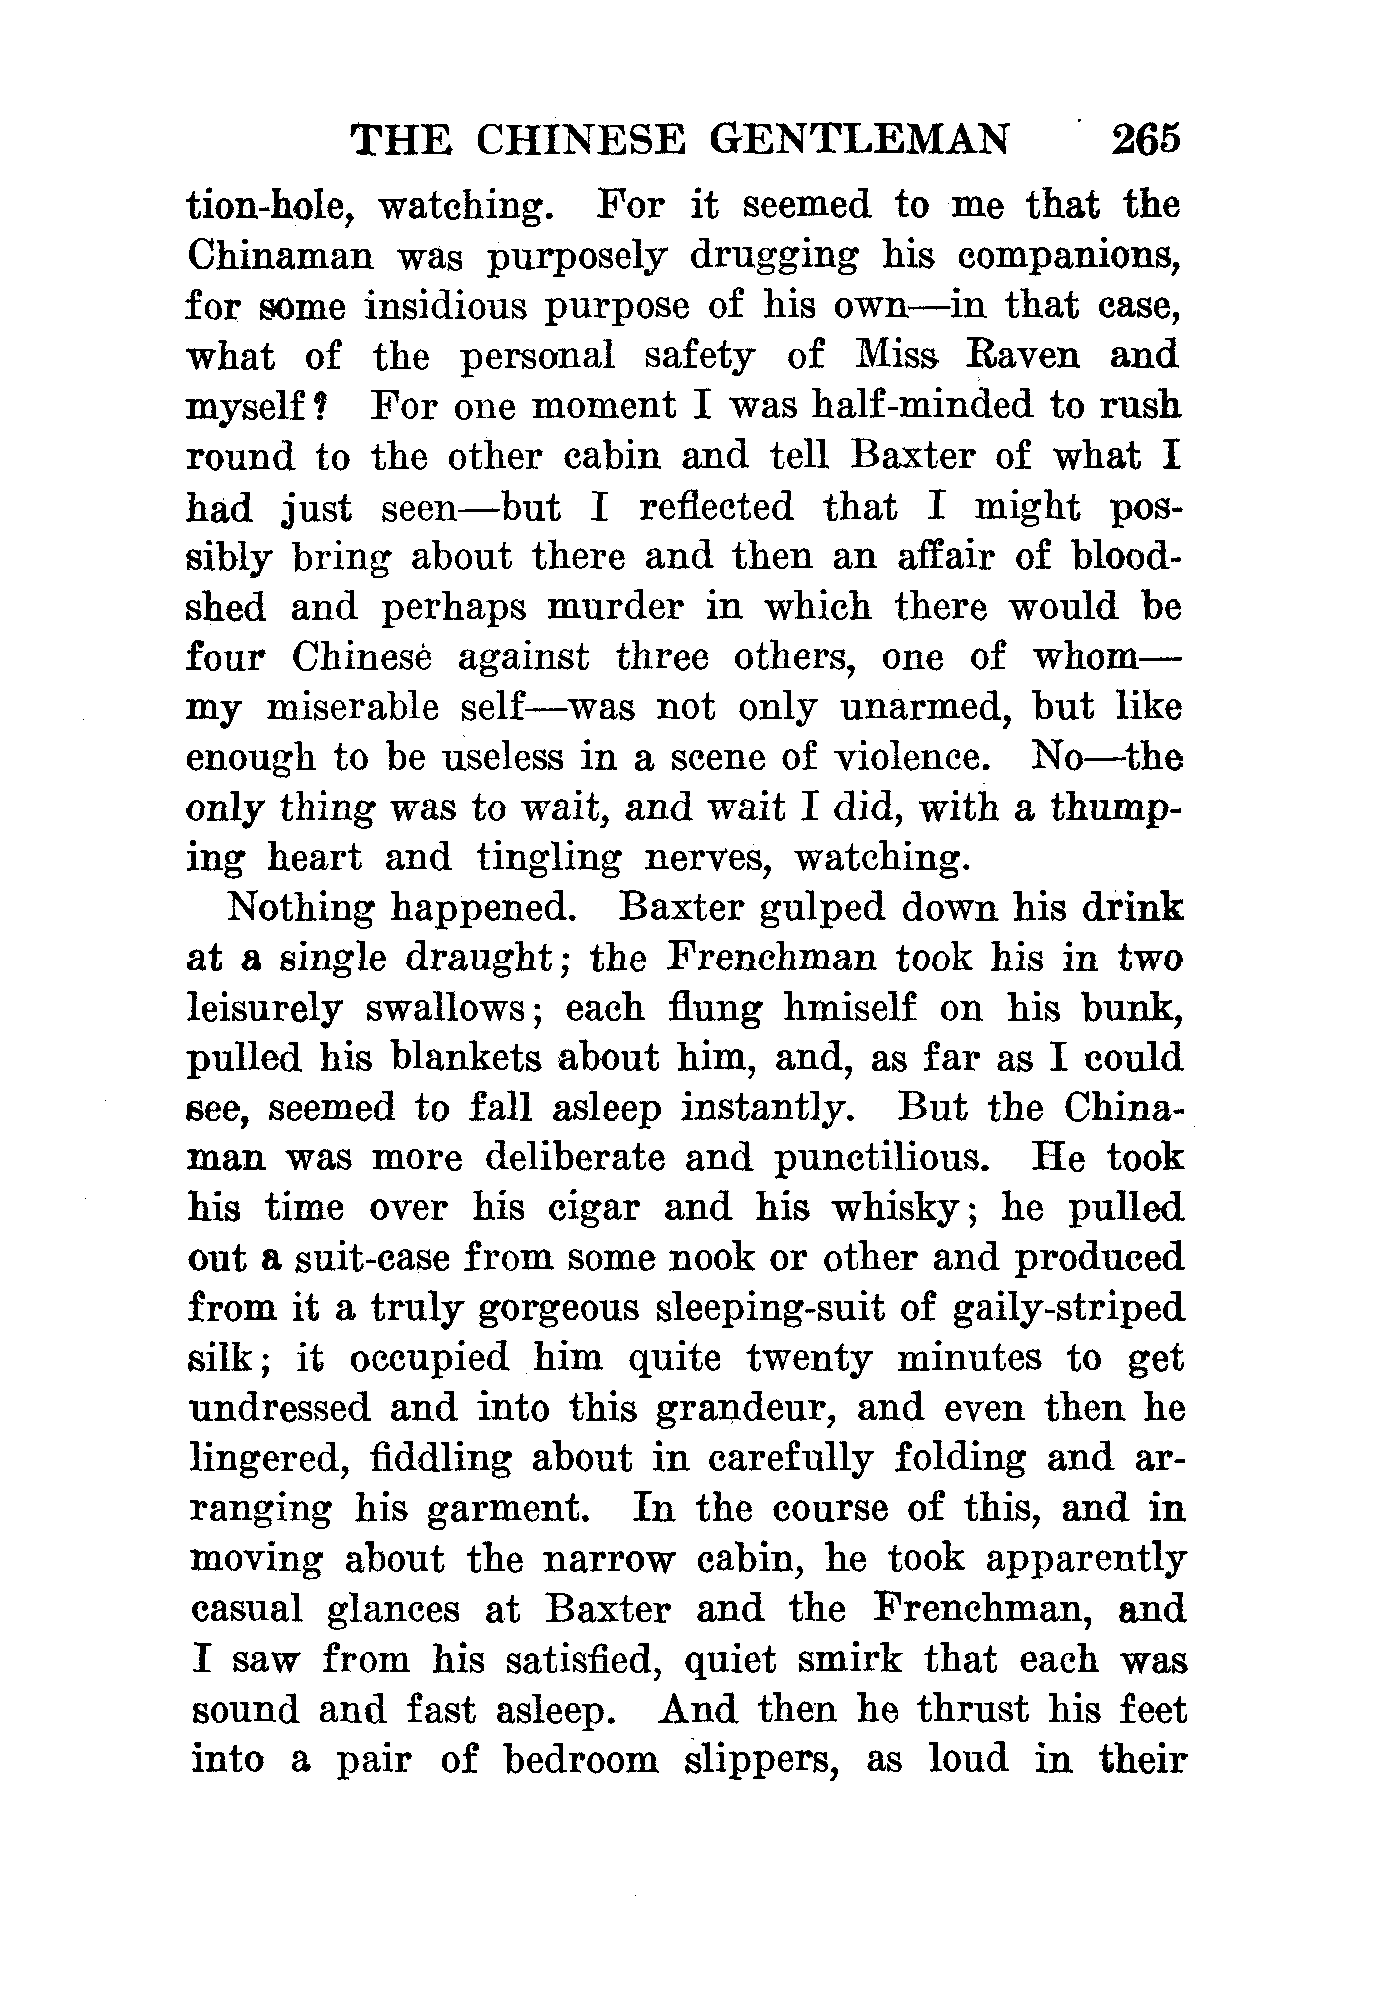 THE CHINESE GENTLEMAN 265
tion-hole, watching. For it seemed to me that the
Chinaman was purposely drugging his companions,
for some insidious purpose of his own—in that case,
what of the personal safety of Miss Raven and
myself? For one moment I was half-minded to rush
round to the other cabin and tell Baxter of what I
had just seen—but I reflected that I might pos-
sibly bring about there and then an affair of blood-
shed and perhaps murder in which there would be
four Chinese against three others, one of whom—
my miserable self—was not only unarmed, but like
enough to be useless in a scene of violence. No—the
only thing was to wait, and wait I did, with a thump-
ing heart and tingling nerves, watching.
Nothing happened. Baxter gulped down his drink
at a single draught; the Frenchman took his in two
leisurely swallows; each flung hmiself on his bunk,
pulled his blankets about him, and, as far as I could
see, seemed to fall asleep instantly. But the China-
man was more deliberate and punctilious. He took
his time over his cigar and his whisky; he pulled
out a suit-case from some nook or other and produced
from it a truly gorgeous sleeping-suit of gaily-striped
silk; it occupied him quite twenty minutes to get
undressed and into this grandeur, and even then he
lingered, fiddling about in carefully folding and ar-
ranging his garment. In the course of this, and in
moving about the narrow cabin, he took apparently
casual glances at Baxter and the Frenchman, and
I saw from his satisfied, quiet smirk that each was
sound and fast asleep. And then he thrust his feet
into a pair of bedroom slippers, as loud in their